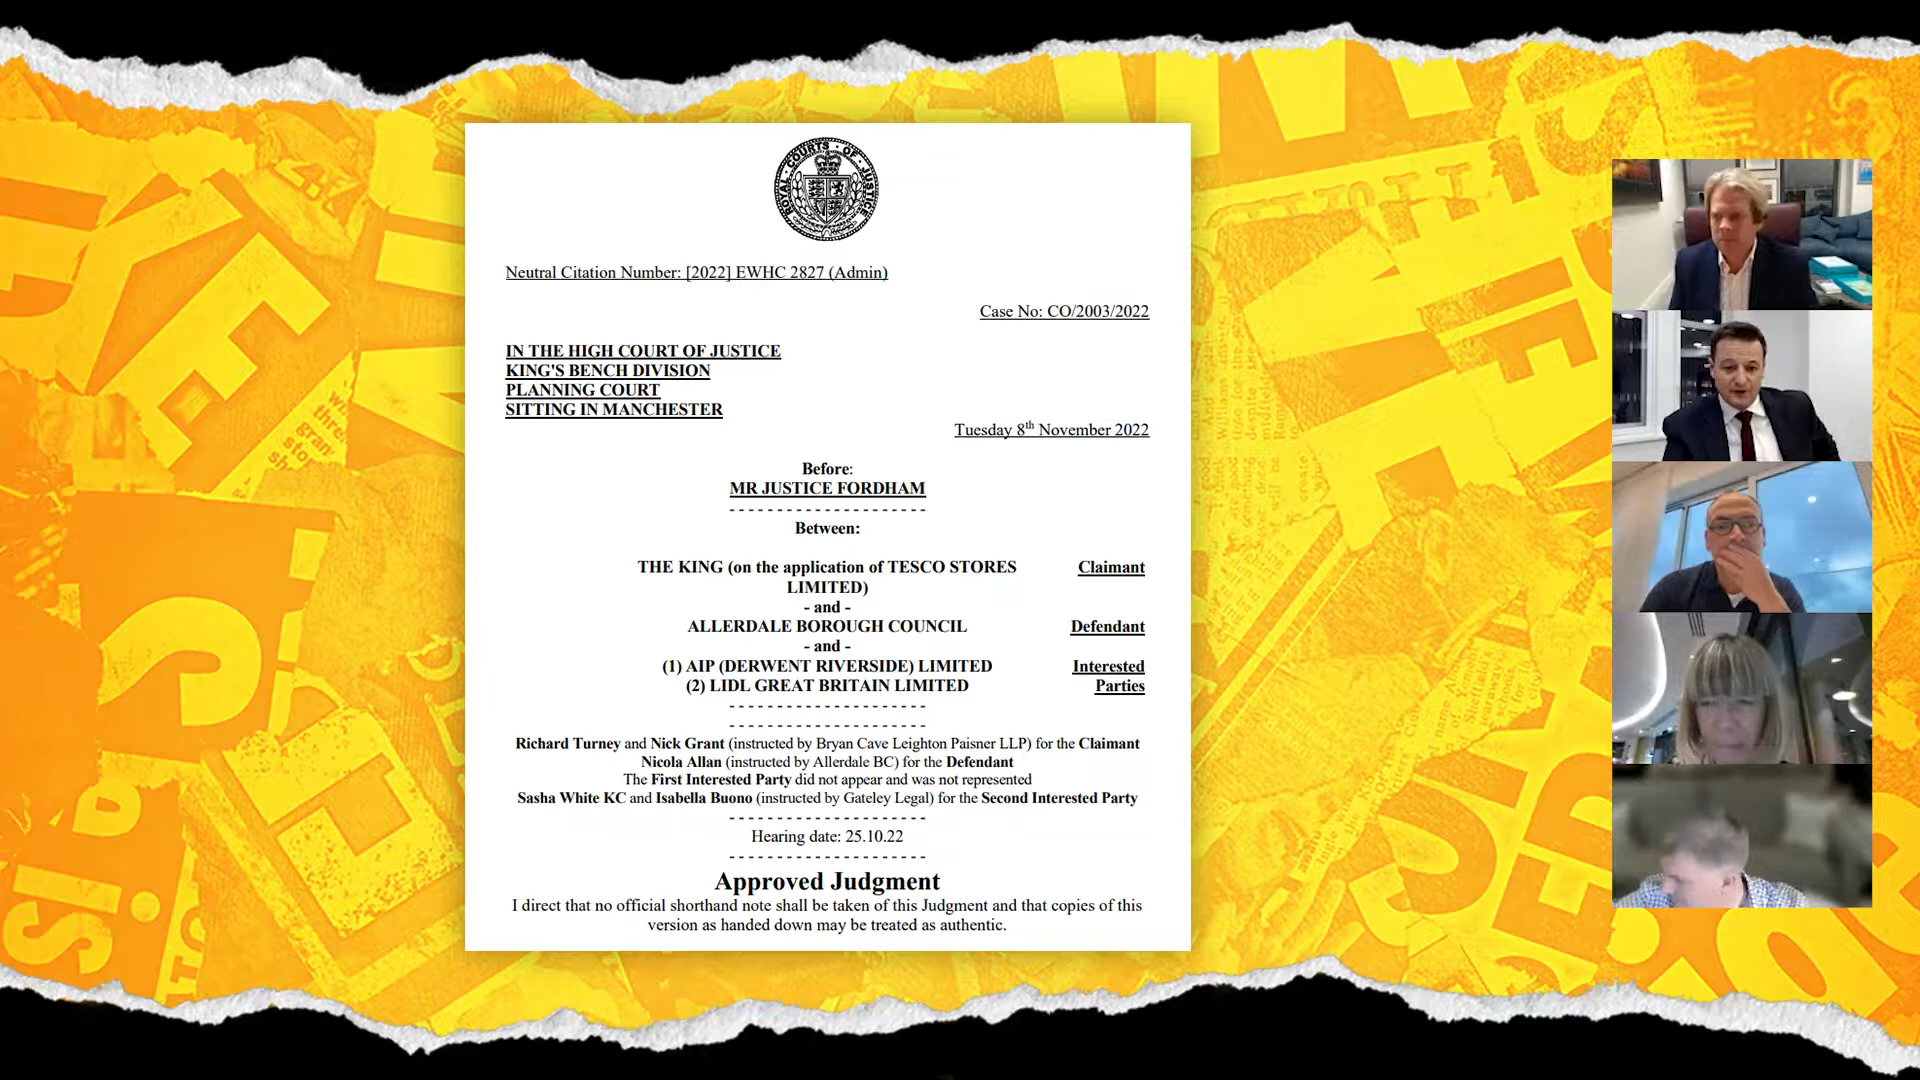 ROYAL · COURTS · OF · JUSTICE
Neutral Citation Number: [2022] EWHC 2827 (Admin)
Case No: CO/2003/2022
IN THE HIGH COURT OF JUSTICE
KING'S BENCH DIVISION
PLANNING COURT
SITTING IN MANCHESTER
Tuesday 8th November 2022
Before:
MR JUSTICE FORDHAM
- - - - - - - - - - - - - - - - - - - - -
Between:
THE KING (on the application of TESCO STORES Claimant
LIMITED)
- and -
ALLERDALE BOROUGH COUNCIL Defendant
- and -
(1) AIP (DERWENT RIVERSIDE) LIMITED Interested
(2) LIDL GREAT BRITAIN LIMITED Parties
- - - - - - - - - - - - - - - - - - - - -
- - - - - - - - - - - - - - - - - - - - -
Richard Turney and Nick Grant (instructed by Bryan Cave Leighton Paisner LLP) for the Claimant
Nicola Allan (instructed by Allerdale BC) for the Defendant
The First Interested Party did not appear and was not represented
Sasha White KC and Isabella Buono (instructed by Gateley Legal) for the Second Interested Party
- - - - - - - - - - - - - - - - - - - - -
Hearing date: 25.10.22
- - - - - - - - - - - - - - - - - - - - -
Approved Judgment
I direct that no official shorthand note shall be taken of this Judgment and that copies of this
version as handed down may be treated as authentic.